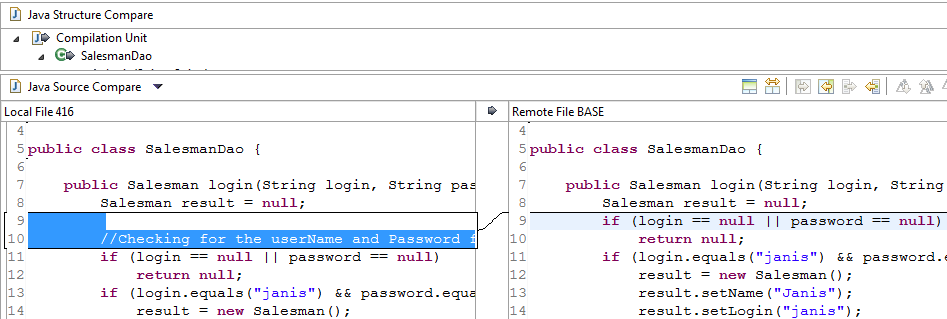 Java Structure Compare
Compilation Unit
SalesmanDao
Java Source Compare
Local File 416
Remote File BASE
4
5 public class SalesmanDao {
6
7 public Salesman login(String login, String pas
8 Salesman result = null;
9
10 //Checking for the userName and Password f
11 if (login == null || password == null)
12 return null;
13 if (login.equals("janis") && password.equa
14 result = new Salesman();
4
5 public class SalesmanDao {
6
7 public Salesman login(String login, String
8 Salesman result = null;
9 if (login == null || password == null)
10 return null;
11 if (login.equals("janis") && password.e
12 result = new Salesman();
13 result.setName("Janis");
14 result.setLogin("janis");